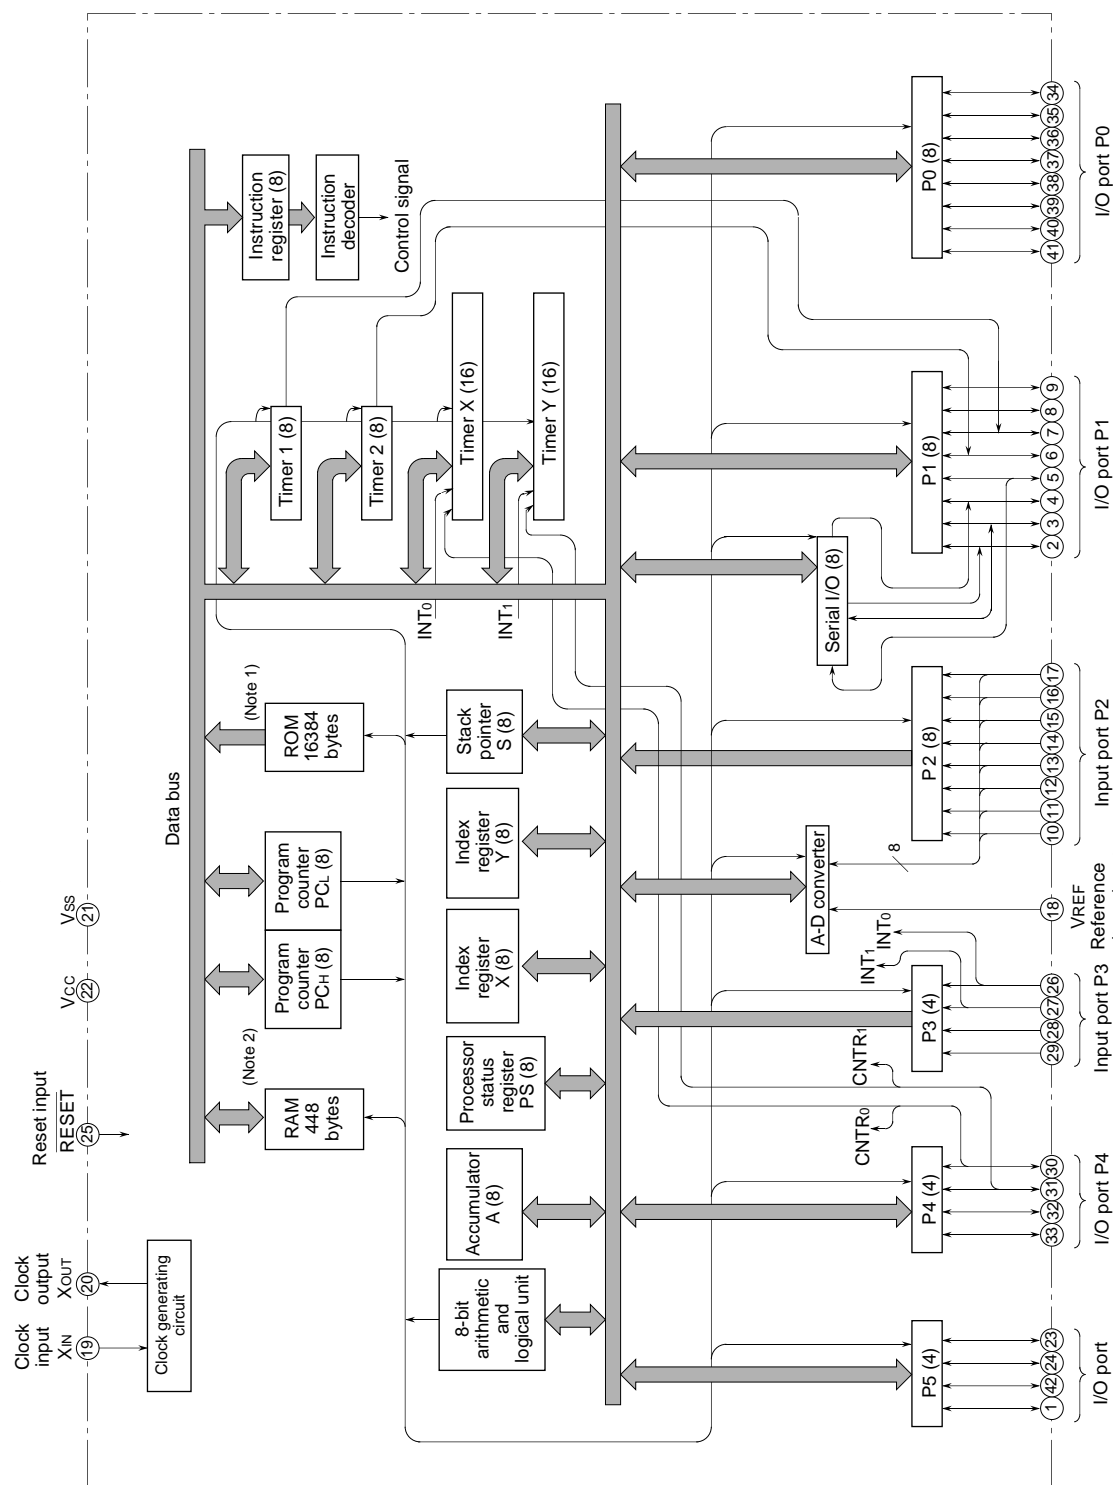 Clock input XIN
19
Clock output XOUT
20
Reset input RESET
25
VCC
22
VSS
21
Clock generating circuit
Data bus
RAM 448 bytes
(Note 2)
Program counter PCH (8)
Program counter PCL (8)
ROM 16384 bytes
(Note 1)
Instruction register (8)
Instruction decoder
Control signal
8-bit arithmetic and logical unit
Accumulator A (8)
Processor status register PS (8)
Index register X (8)
Index register Y (8)
Stack pointer S (8)
Timer 1 (8)
Timer 2 (8)
Timer X (16)
Timer Y (16)
INT0
INT1
A-D converter
8
Serial I/O (8)
CNTR0
CNTR1
INT1
INT0
P5 (4)
P4 (4)
P3 (4)
P2 (8)
P1 (8)
P0 (8)
1 42 24 23
I/O port
33 32 31 30
I/O port P4
29 28 27 26
Input port P3
18
VREF
Reference
10 11 12 13 14 15 16 17
Input port P2
2 3 4 5 6 7 8 9
I/O port P1
41 40 39 38 37 36 35 34
I/O port P0